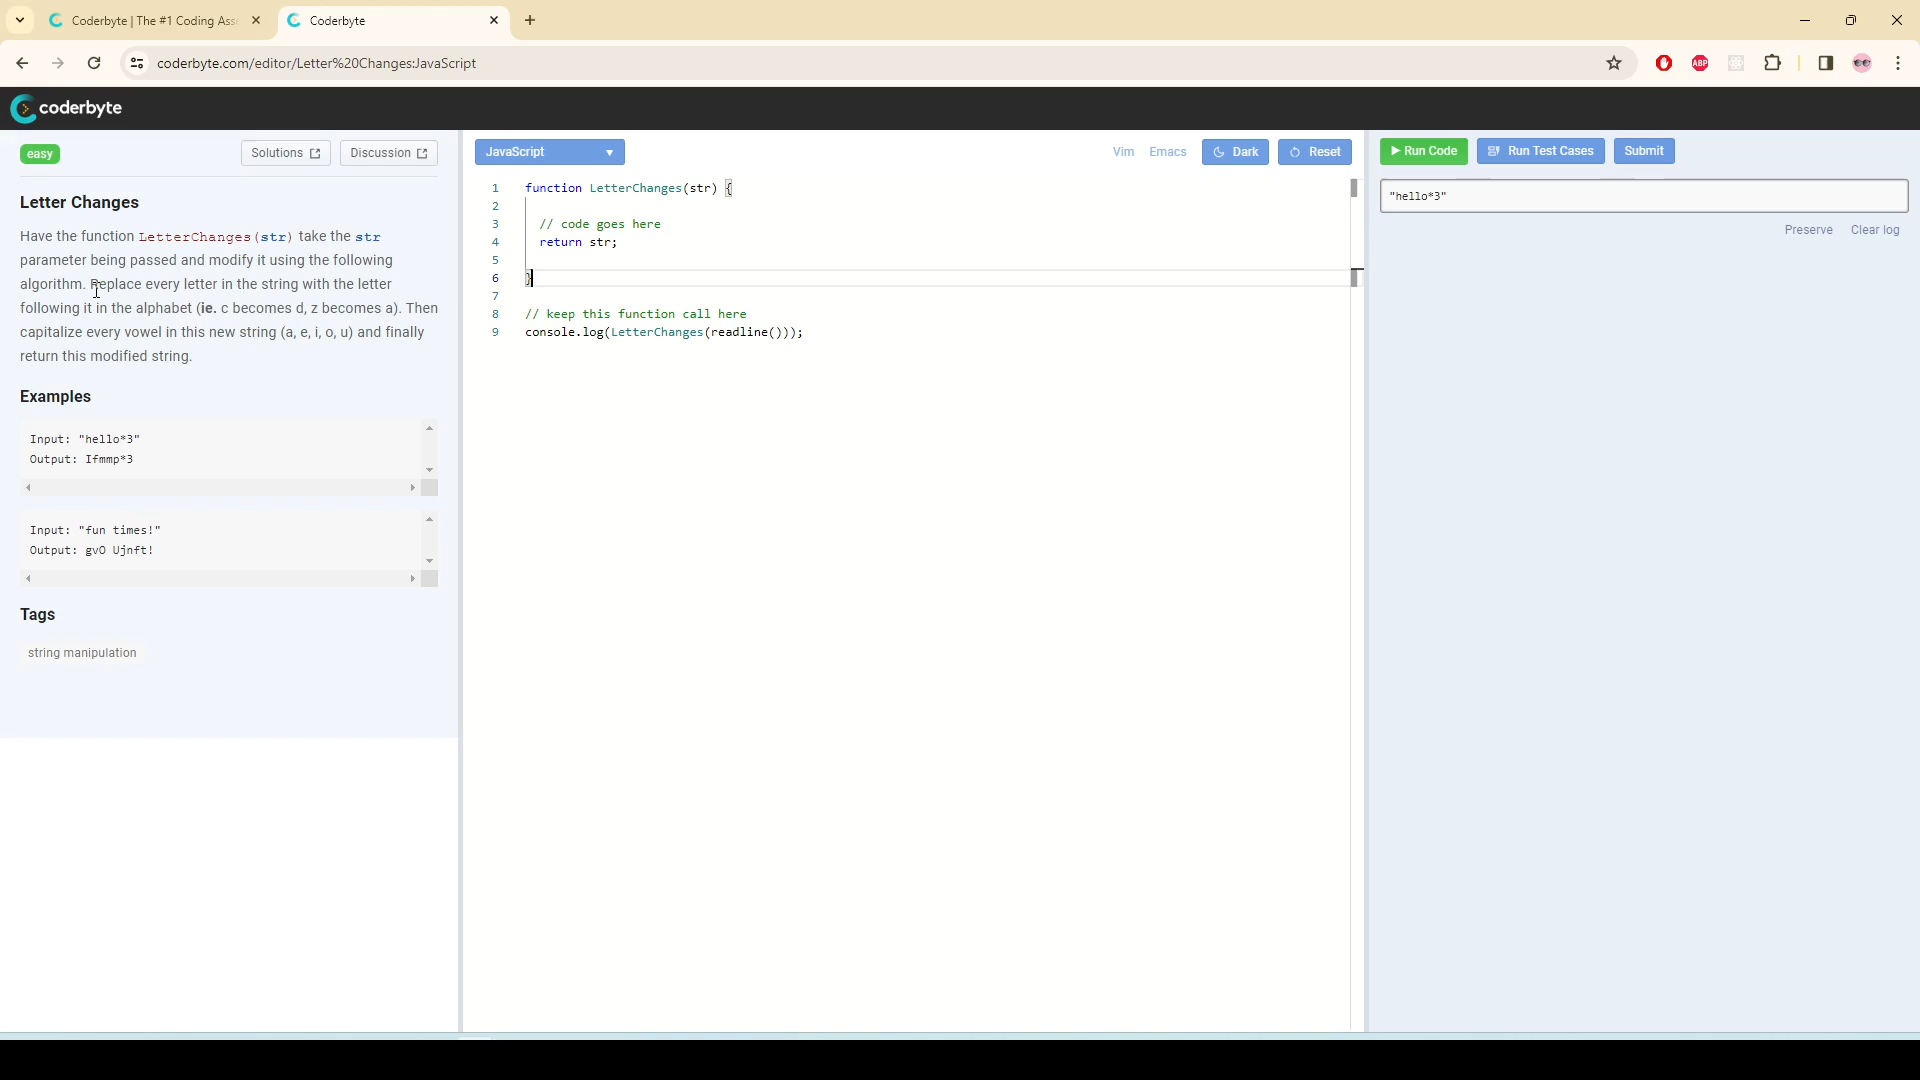 Coderbyte | The #1 Coding Ass
Coderbyte
coderbyte.com/editor/Letter%20Changes:JavaScript
ABP
coderbyte
easy
Solutions
Discussion
Letter Changes
Have the function LetterChanges(str) take the str
parameter being passed and modify it using the following
algorithm. Replace every letter in the string with the letter
following it in the alphabet (ie. c becomes d, z becomes a). Then
capitalize every vowel in this new string (a, e, i, o, u) and finally
return this modified string.
Examples
Input: "hello*3"
Output: Ifmmp*3
Input: "fun times!"
Output: gvO Ujnft!
Tags
string manipulation
JavaScript
Vim
Emacs
Dark
Reset
1 function LetterChanges(str) {
2
3 // code goes here
4 return str;
5
6 }
7
8 // keep this function call here
9 console.log(LetterChanges(readline()));
Run Code
Run Test Cases
Submit
"hello*3"
Preserve
Clear log